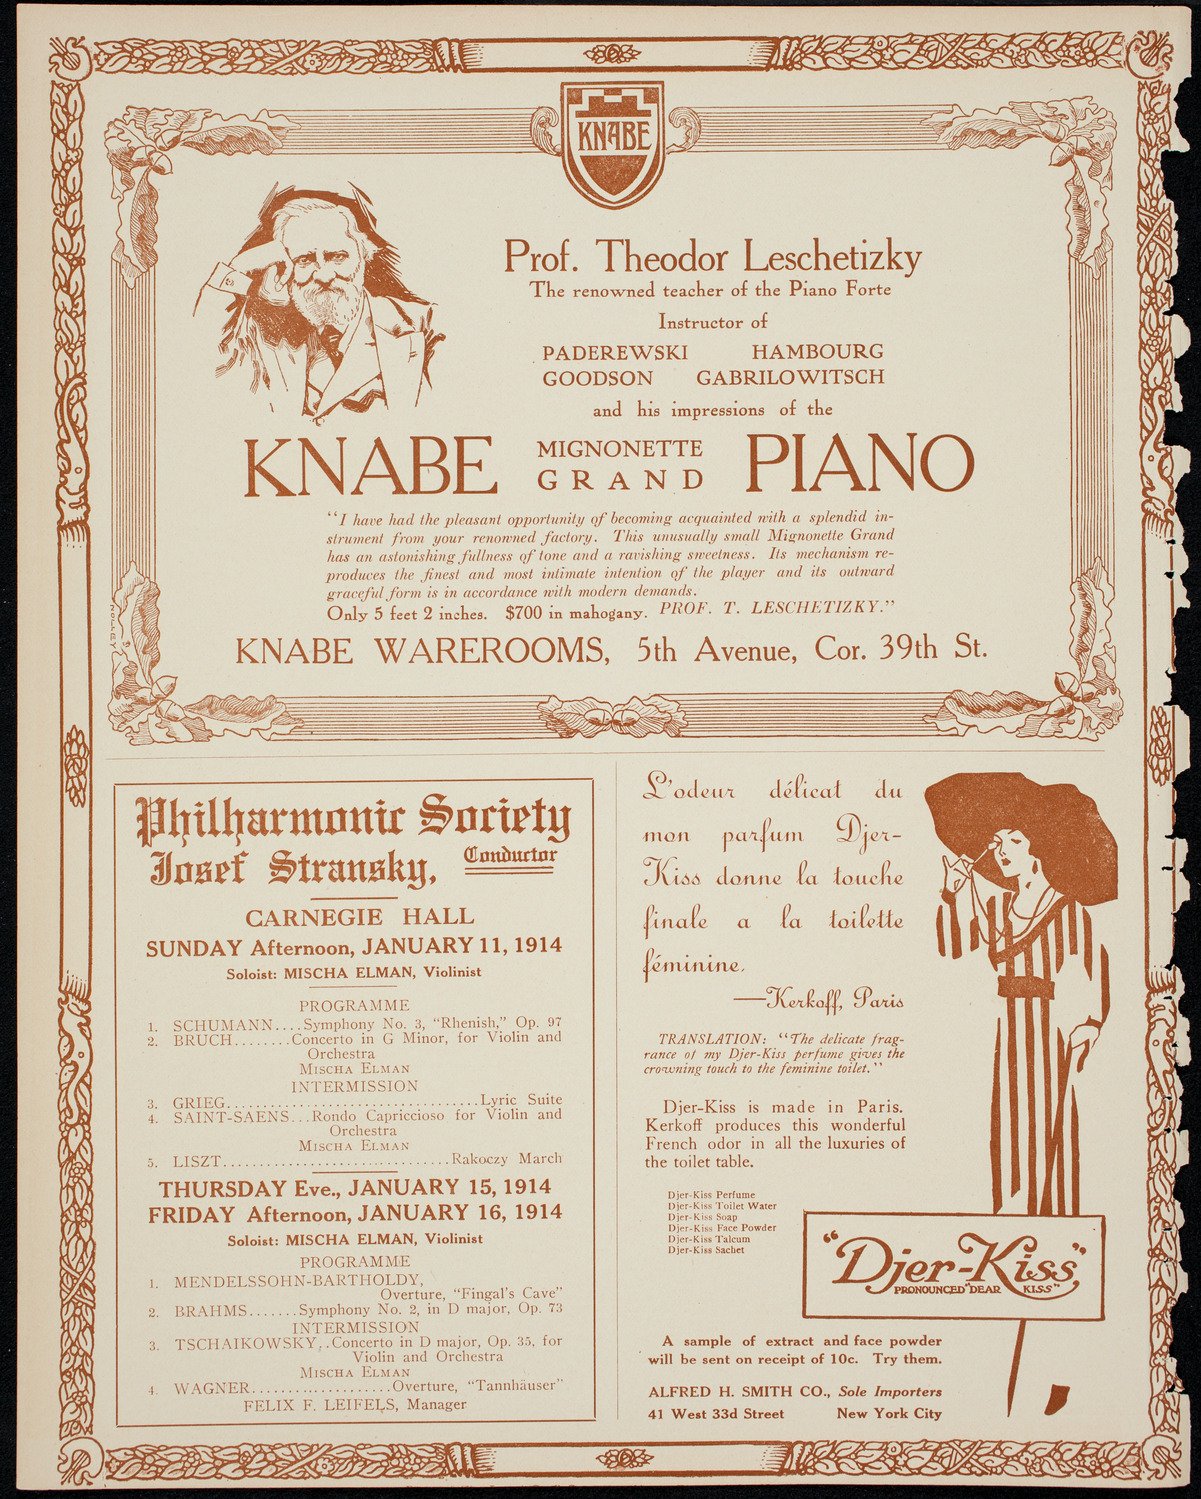 KNABE
Prof. Theodor Leschetizky
The renowned teacher of the Piano Forte
Instructor of
PADEREWSKI HAMBOURG
GOODSON GABRILOWITSCH
and his impressions of the
KNABE MIGNONETTE GRAND PIANO
"I have had the pleasant opportunity of becoming acquainted with a splendid in-
strument from your renowned factory. This unusually small Mignonette Grand
has an astonishing fullness of tone and a ravishing sweetness. Its mechanism re-
produces the finest and most intimate intention of the player and its outward
graceful form is in accordance with modern demands.
Only 5 feet 2 inches. $700 in mahogany. PROF. T. LESCHETIZKY."
KNABE WAREROOMS, 5th Avenue, Cor. 39th St.
Philharmonic Society
Josef Stransky, Conductor
CARNEGIE HALL
SUNDAY Afternoon, JANUARY 11, 1914
Soloist: MISCHA ELMAN, Violinist
PROGRAMME
1. SCHUMANN....Symphony No. 3, "Rhenish," Op. 97
2. BRUCH........Concerto in G Minor, for Violin and
Orchestra
MISCHA ELMAN
INTERMISSION
3. GRIEG..................................Lyric Suite
4. SAINT-SAENS...Rondo Capriccioso for Violin and
Orchestra
MISCHA ELMAN
5. LISZT..............................Rakoczy March
THURSDAY Eve., JANUARY 15, 1914
FRIDAY Afternoon, JANUARY 16, 1914
Soloist: MISCHA ELMAN, Violinist
PROGRAMME
1. MENDELSSOHN-BARTHOLDY,
Overture, "Fingal's Cave"
2. BRAHMS.......Symphony No. 2, in D major, Op. 73
INTERMISSION
3. TSCHAIKOWSKY,.Concerto in D major, Op. 35, for
Violin and Orchestra
MISCHA ELMAN
4. WAGNER...................Overture, "Tannhäuser"
FELIX F. LEIFELS, Manager
L'odeur délicat du
mon parfum Djer-
Kiss donne la touche
finale a la toilette
féminine.
—Kerkoff, Paris
TRANSLATION: "The delicate frag-
rance of my Djer-Kiss perfume gives the
crowning touch to the feminine toilet."
Djer-Kiss is made in Paris.
Kerkoff produces this wonderful
French odor in all the luxuries of
the toilet table.
Djer-Kiss Perfume
Djer-Kiss Toilet Water
Djer-Kiss Soap
Djer-Kiss Face Powder
Djer-Kiss Talcum
Djer-Kiss Sachet
"Djer-Kiss"
PRONOUNCED "DEAR KISS"
A sample of extract and face powder
will be sent on receipt of 10c. Try them.
ALFRED H. SMITH CO., Sole Importers
41 West 33d Street New York City